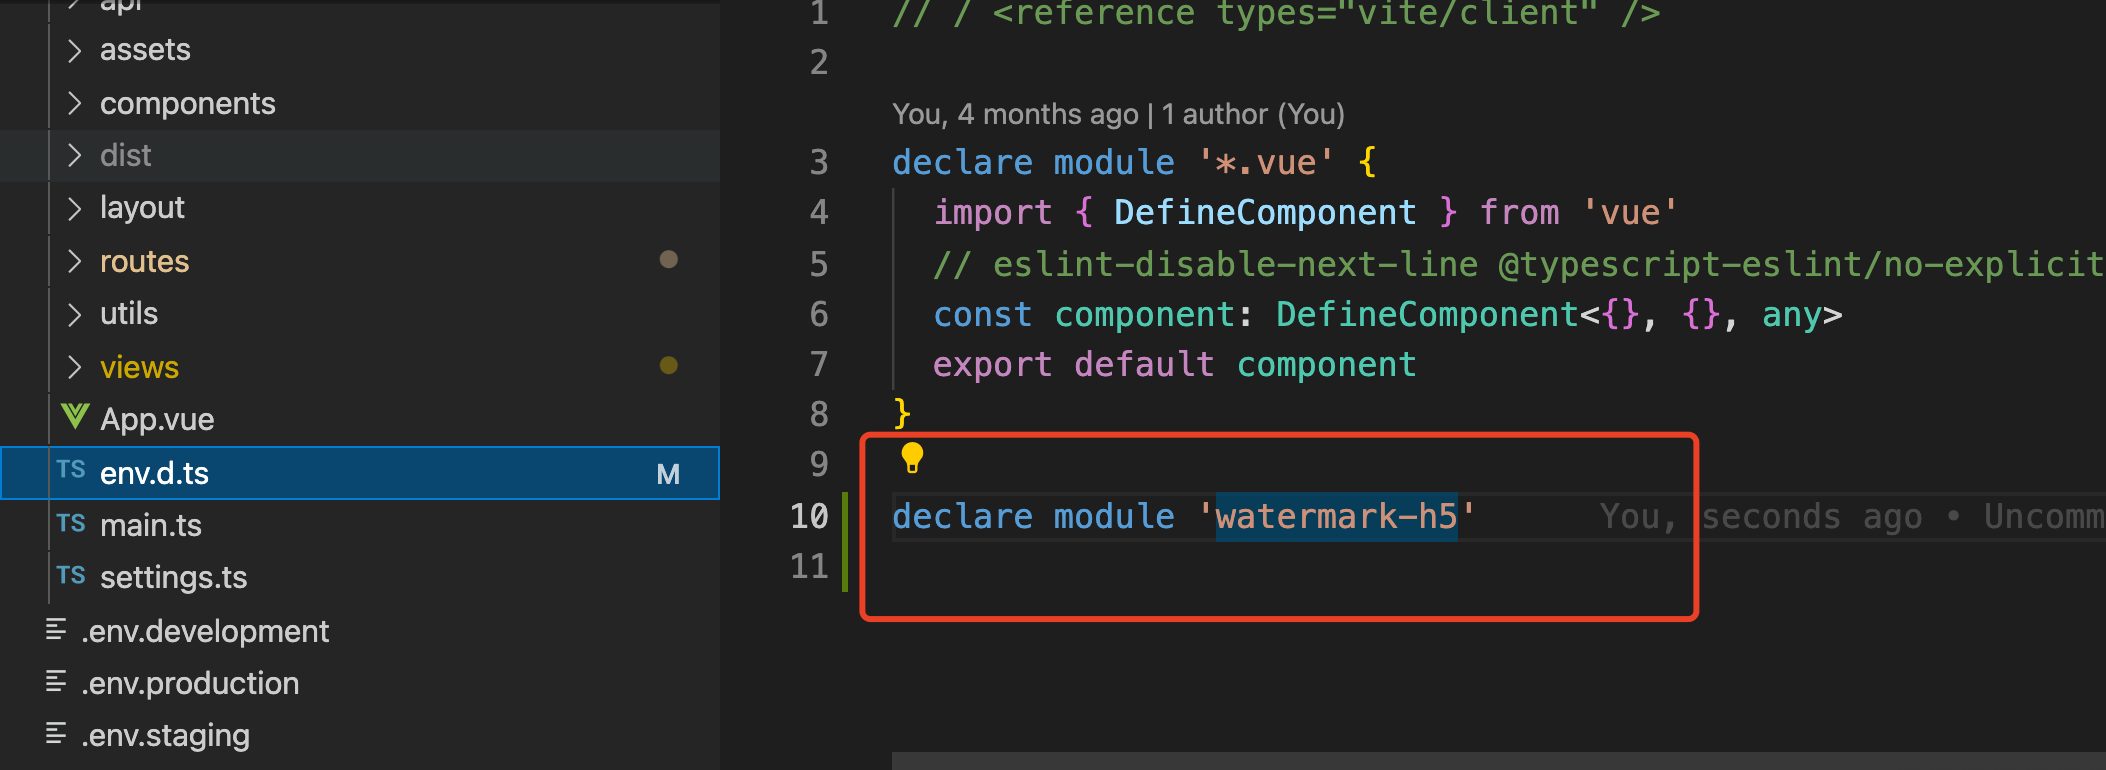 api
assets
components
dist
layout
routes
utils
views
App.vue
TS env.d.ts M
TS main.ts
TS settings.ts
.env.development
.env.production
.env.staging
1 // / <reference types="vite/client" />
2
You, 4 months ago | 1 author (You)
3 declare module '*.vue' {
4 import { DefineComponent } from 'vue'
5 // eslint-disable-next-line @typescript-eslint/no-explicit
6 const component: DefineComponent<{}, {}, any>
7 export default component
8 }
9
10 declare module 'watermark-h5' You, seconds ago • Uncomm
11